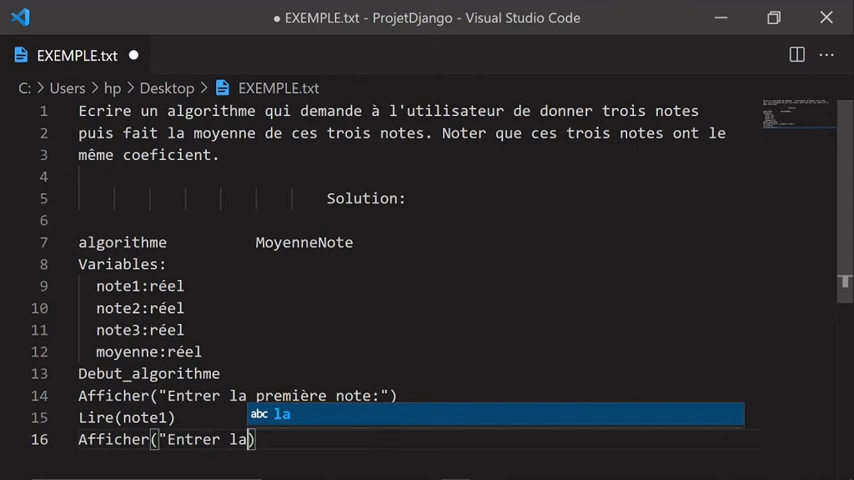 EXEMPLE.txt - ProjetDjango - Visual Studio Code
EXEMPLE.txt
C: > Users > hp > Desktop > EXEMPLE.txt
1 Ecrire un algorithme qui demande à l'utilisateur de donner trois notes
2 puis fait la moyenne de ces trois notes. Noter que ces trois notes ont le
3 même coeficient.
4
5 Solution:
6
7 algorithme MoyenneNote
8 Variables:
9 note1:réel
10 note2:réel
11 note3:réel
12 moyenne:réel
13 Debut_algorithme
14 Afficher("Entrer la première note:")
15 Lire(note1)
abc la
16 Afficher("Entrer la)